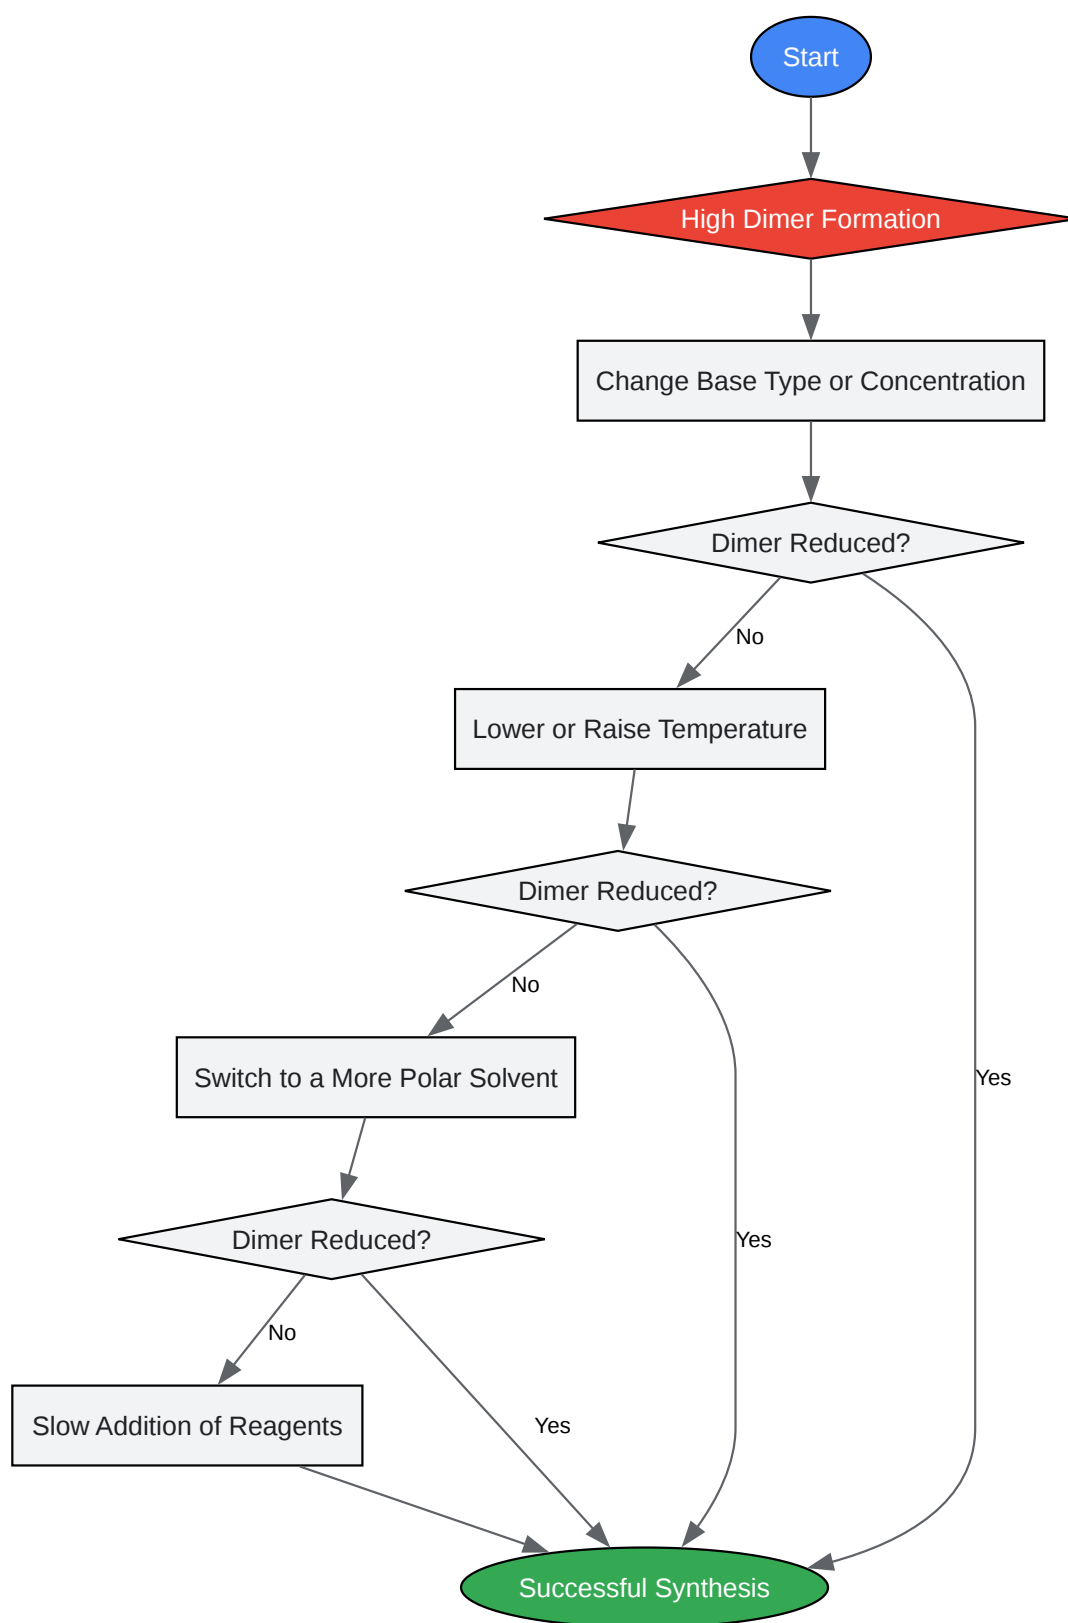 Start
High Dimer Formation
Change Base Type or Concentration
Dimer Reduced?
No
Lower or Raise Temperature
Dimer Reduced?
No
Switch to a More Polar Solvent
Yes
Dimer Reduced?
Yes
No
Slow Addition of Reagents
Yes
Successful Synthesis